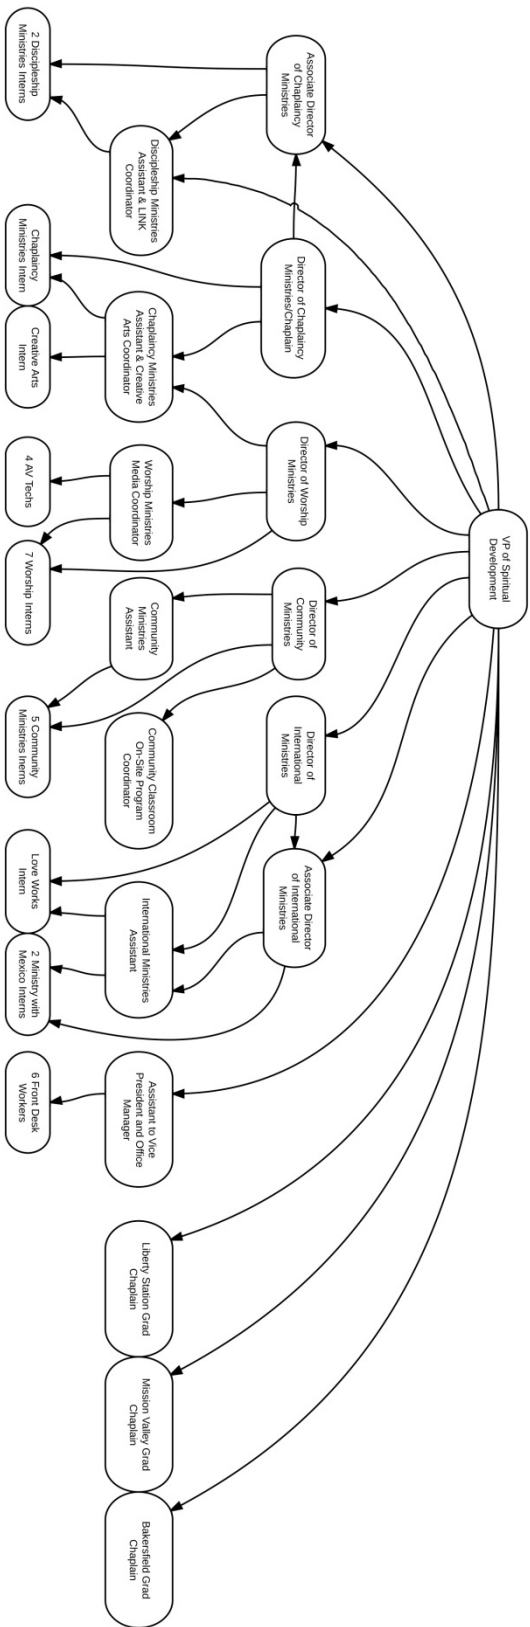 VP of Spiritual
Development
Associate Director
of Chaplaincy
Ministries
Director of Chaplaincy
Ministries/Chaplain
Director of Worship
Ministries
Director of
Community
Ministries
Director of
International
Ministries
Associate Director
of International
Ministries
Discipleship Ministries
Assistant & LINK
Coordinator
Chaplaincy Ministries
Assistant & Creative
Arts Coordinator
Worship Ministries
Media Coordinator
Community
Ministries
Assistant
Community Classroom
On-Site Program
Coordinator
International Ministries
Assistant
Assistant to Vice
President and Office
Manager
Liberty Station Grad
Chaplain
Mission Valley Grad
Chaplain
Bakersfield Grad
Chaplain
2 Discipleship
Ministries Interns
Chaplaincy
Ministries Intern
Creative Arts
Intern
4 AV Techs
7 Worship Interns
5 Community
Ministries Inerns
Love Works
Intern
2 Ministry with
Mexico Interns
6 Front Desk
Workers